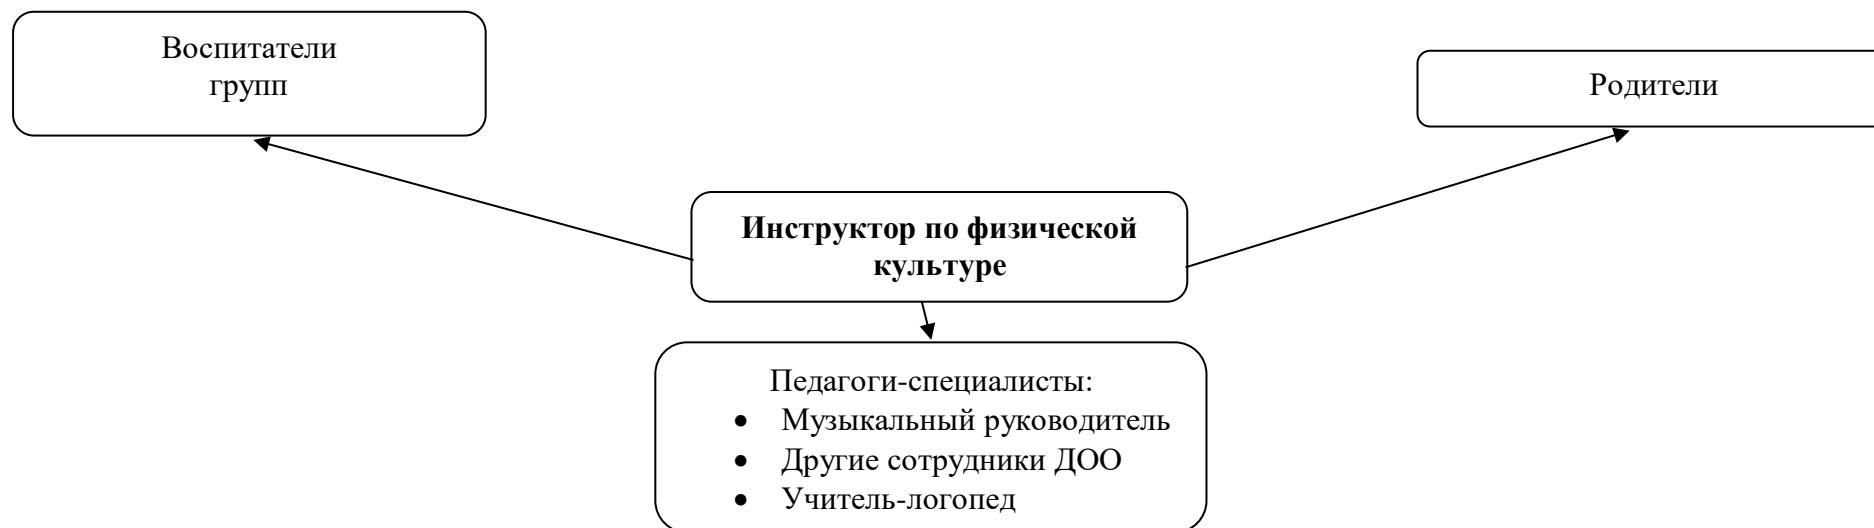 Воспитатели
групп
Родители
Инструктор по физической
культуре
Педагоги-специалисты:
• Музыкальный руководитель
• Другие сотрудники ДОО
• Учитель-логопед